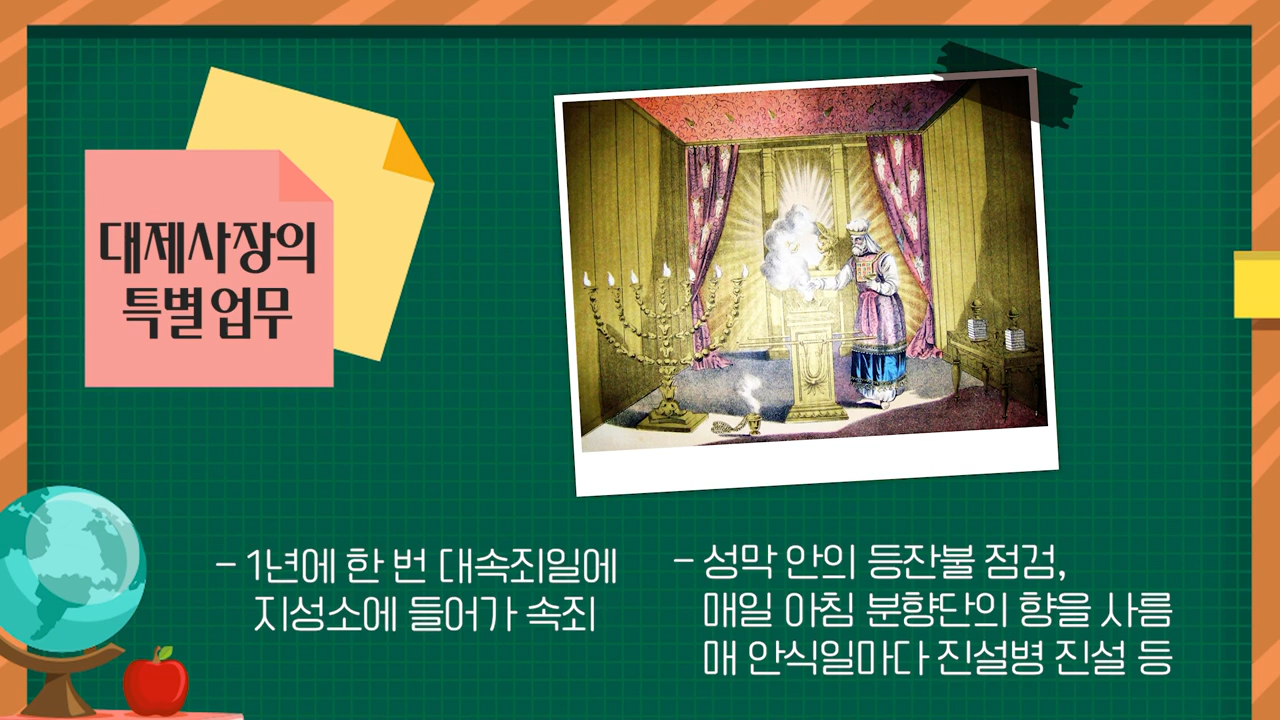 대제사장의
특별 업무
- 1년에 한 번 대속죄일에
지성소에 들어가 속죄
- 성막 안의 등잔불 점검,
매일 아침 분향단의 향을 사름
매 안식일마다 진설병 진설 등